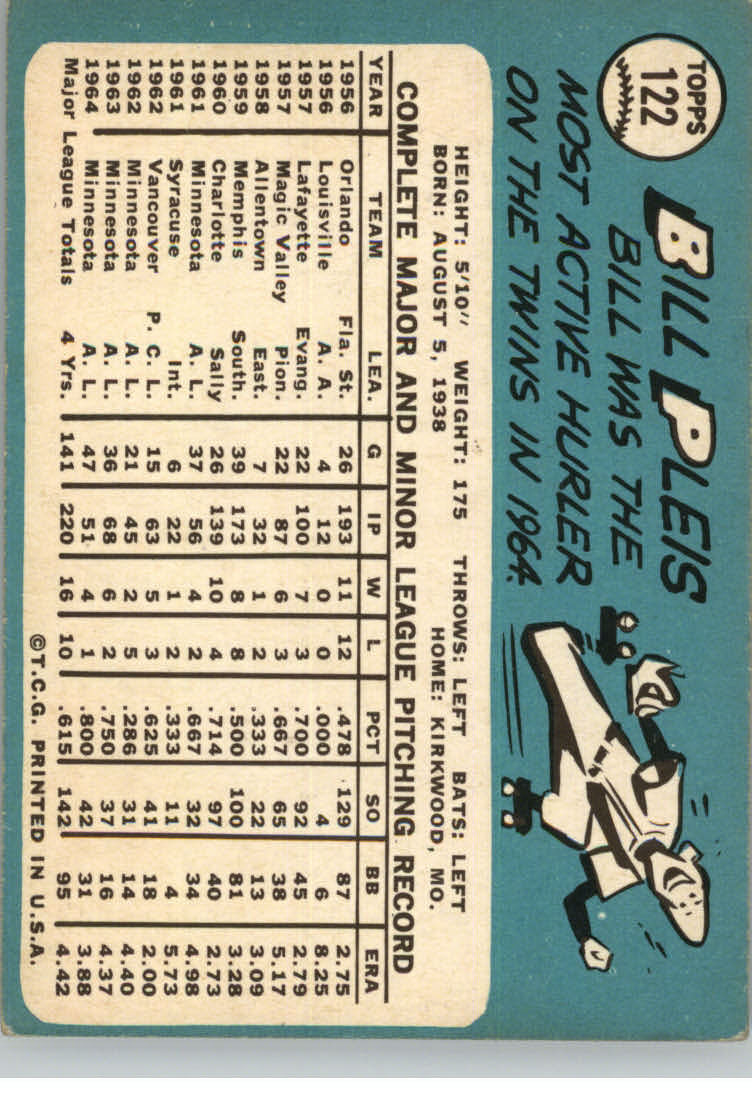 TOPPS
122
BILL PLEIS
BILL WAS THE
MOST ACTIVE HURLER
ON THE TWINS IN 1964.
HEIGHT: 5'10" WEIGHT: 175 THROWS: LEFT BATS: LEFT
BORN: AUGUST 5, 1938 HOME: KIRKWOOD, MO.
COMPLETE MAJOR AND MINOR LEAGUE PITCHING RECORD
YEAR TEAM LEA. G IP W L PCT SO BB ERA
1956 Orlando Fla. St. 26 193 11 12 .478 129 87 2.75
1956 Louisville A. A. 4 12 0 0 .000 4 6 8.25
1957 Lafayette Evang. 22 100 7 3 .700 92 45 2.79
1957 Magic Valley Pion. 22 87 6 3 .667 65 38 5.17
1958 Allentown East. 7 32 1 2 .333 22 13 3.09
1959 Memphis South. 39 173 8 8 .500 100 81 3.28
1960 Charlotte Sally 26 139 10 4 .714 97 40 2.73
1961 Minnesota A. L. 37 56 4 2 .667 32 34 4.98
1961 Syracuse Int. 6 22 1 2 .333 11 4 5.73
1962 Vancouver P. C. L. 15 63 5 3 .625 41 18 2.00
1962 Minnesota A. L. 21 45 2 5 .286 31 14 4.40
1963 Minnesota A. L. 36 68 6 2 .750 37 16 4.37
1964 Minnesota A. L. 47 51 4 1 .800 42 31 3.88
Major League Totals 4 Yrs. 141 220 16 10 .615 142 95 4.42
©T.C.G. PRINTED IN U.S.A.